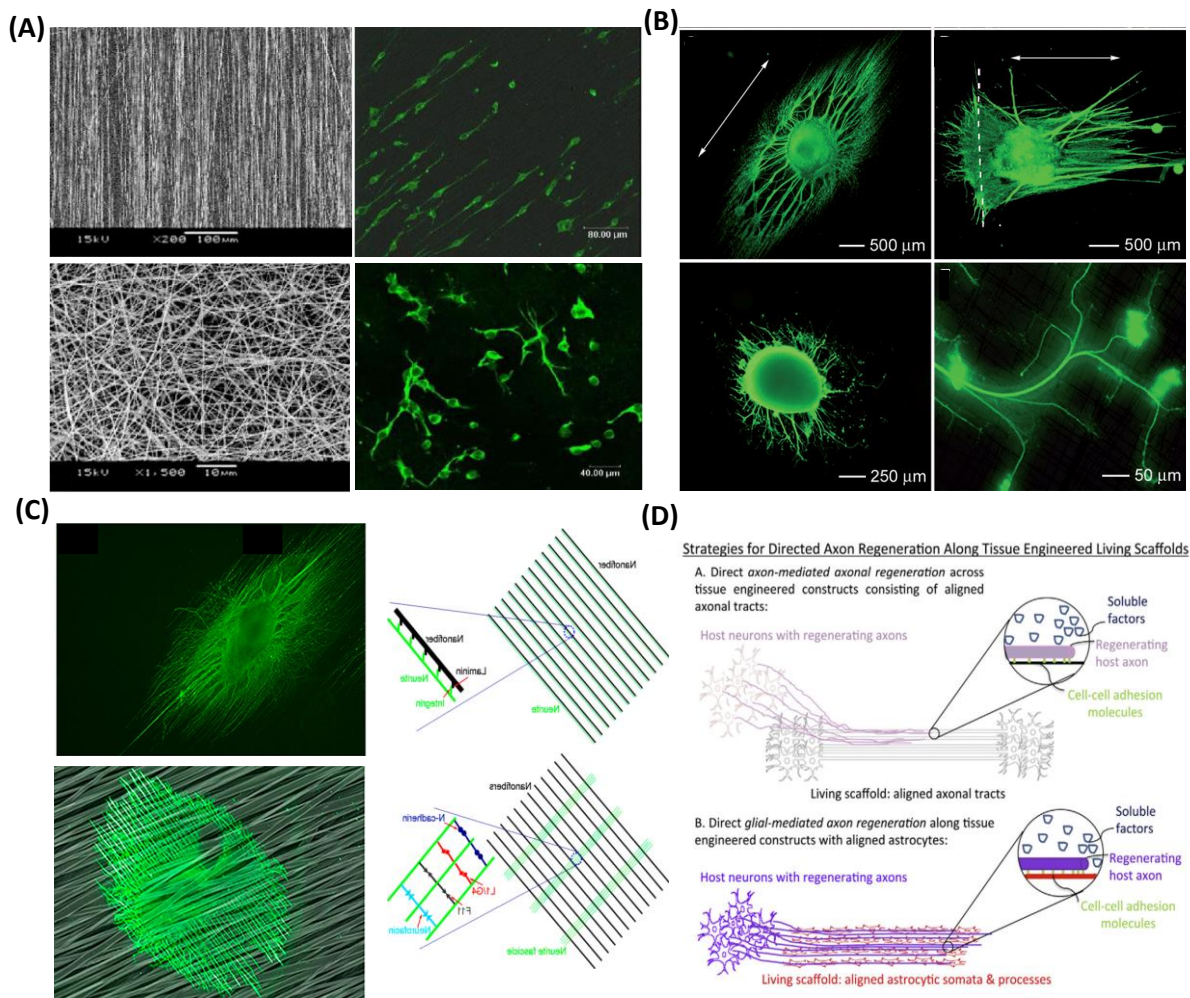 (A)
15kV X200 100μm
80.00 μm
15kV X1,500 10μm
40.00 μm
(B)
500 μm
500 μm
250 μm
50 μm
(C)
Nanofiber
Nanofiber
Laminin
Neurite
Integrin
Neurite
Nanofibers
N-cadherin
L1/G4
F11
Neurofacin
Neurite fascicle
(D)
Strategies for Directed Axon Regeneration Along Tissue Engineered Living Scaffolds
A. Direct axon-mediated axonal regeneration across
tissue engineered constructs consisting of aligned
axonal tracts:
Host neurons with regenerating axons
Soluble
factors
Regenerating
host axon
Cell-cell adhesion
molecules
Living scaffold: aligned axonal tracts
B. Direct glial-mediated axon regeneration along tissue
engineered constructs with aligned astrocytes:
Host neurons with regenerating axons
Soluble
factors
Regenerating
host axon
Cell-cell adhesion
molecules
Living scaffold: aligned astrocytic somata & processes